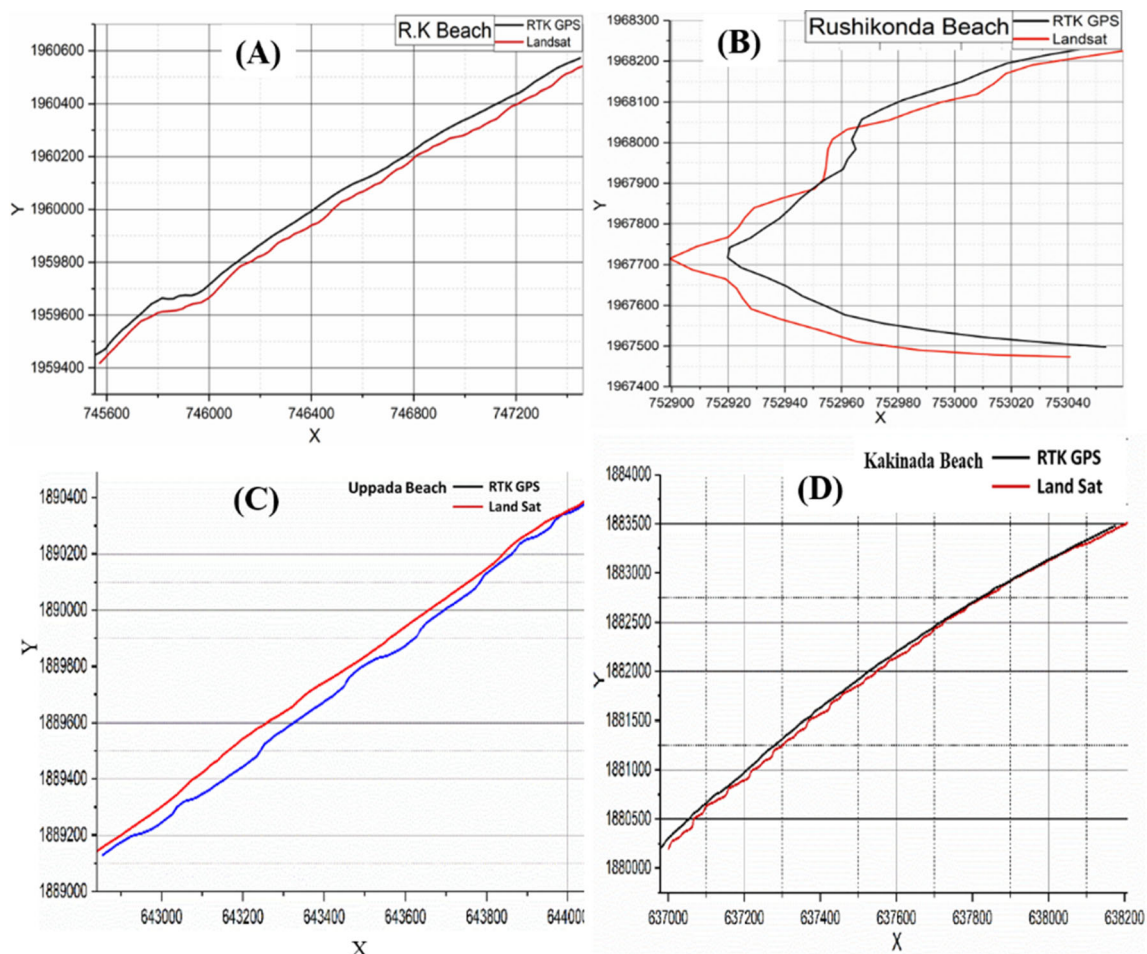 R.K Beach
RTK GPS
Landsat
(A)
1960600
1960400
1960200
1960000
1959800
1959600
1959400
Y
745600 746000 746400 746800 747200
X
Rushikonda Beach
RTK GPS
Landsat
(B)
1968300
1968200
1968100
1968000
1967900
1967800
1967700
1967600
1967500
1967400
Y
752900 752920 752940 752960 752980 753000 753020 753040
X
Uppada Beach
RTK GPS
Land Sat
(C)
1890400
1890200
1890000
1889800
1889600
1889400
1889200
1889000
Y
643000 643200 643400 643600 643800 644000
X
Kakinada Beach
RTK GPS
Land Sat
(D)
1884000
1883500
1883000
1882500
1882000
1881500
1881000
1880500
1880000
Y
637000 637200 637400 637600 637800 638000 638200
X